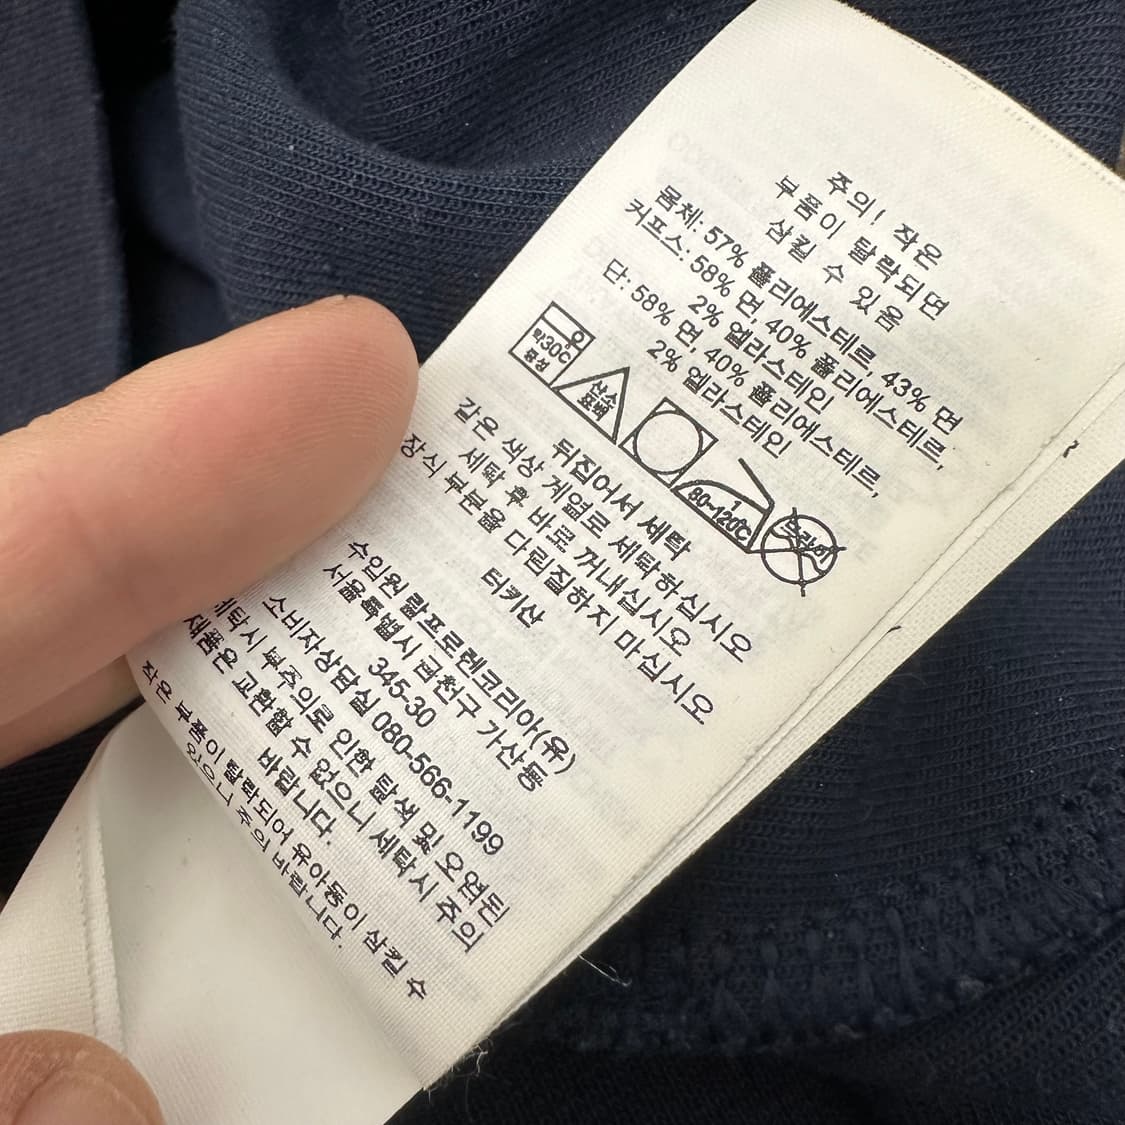 주의! 작은
부품이 탈락되면
삼킬 수 있음
몸체: 57% 폴리에스테르, 43% 면
커프스: 58% 면, 40% 폴리에스테르,
2% 엘라스테인
단: 58% 면, 40% 폴리에스테르,
2% 엘라스테인
약30℃
중성
산소
표백
80~120℃
드라이
뒤집어서 세탁
같은 색상 계열로 세탁하십시오
세탁 후 바로 꺼내십시오
장식 부분을 다림질하지 마십시오
터키산
수입원 랄프로렌코리아(유)
서울특별시 금천구 가산동
345-30
소비자상담실 080-566-1199
세탁시 부주의로 인한 탈색 및 오염된
제품은 교환할 수 없으니 세탁시 주의
바랍니다.
작은 부품이 탈락되어 유아동이 삼킬 수
있으니 주의 바랍니다.